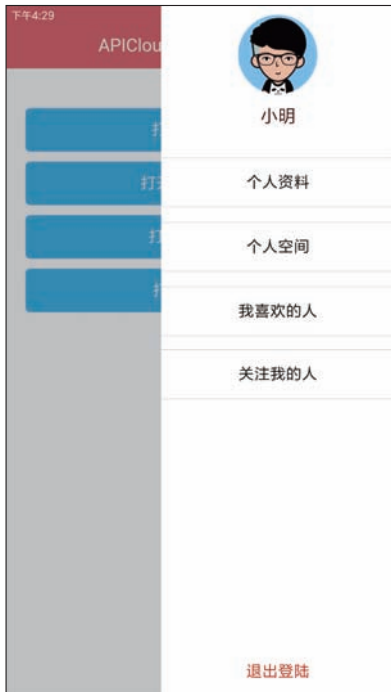 下午4:29
APIClou
小明
个人资料
个人空间
我喜欢的人
关注我的人
退出登陆